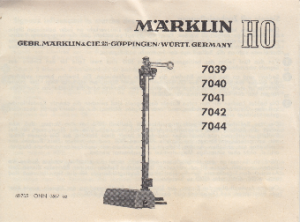 MÄRKLIN HO
GEBR. MÄRKLIN & CIE. GÖPPINGEN/WÜRTT. GERMANY
7039
7040
7041
7042
7044